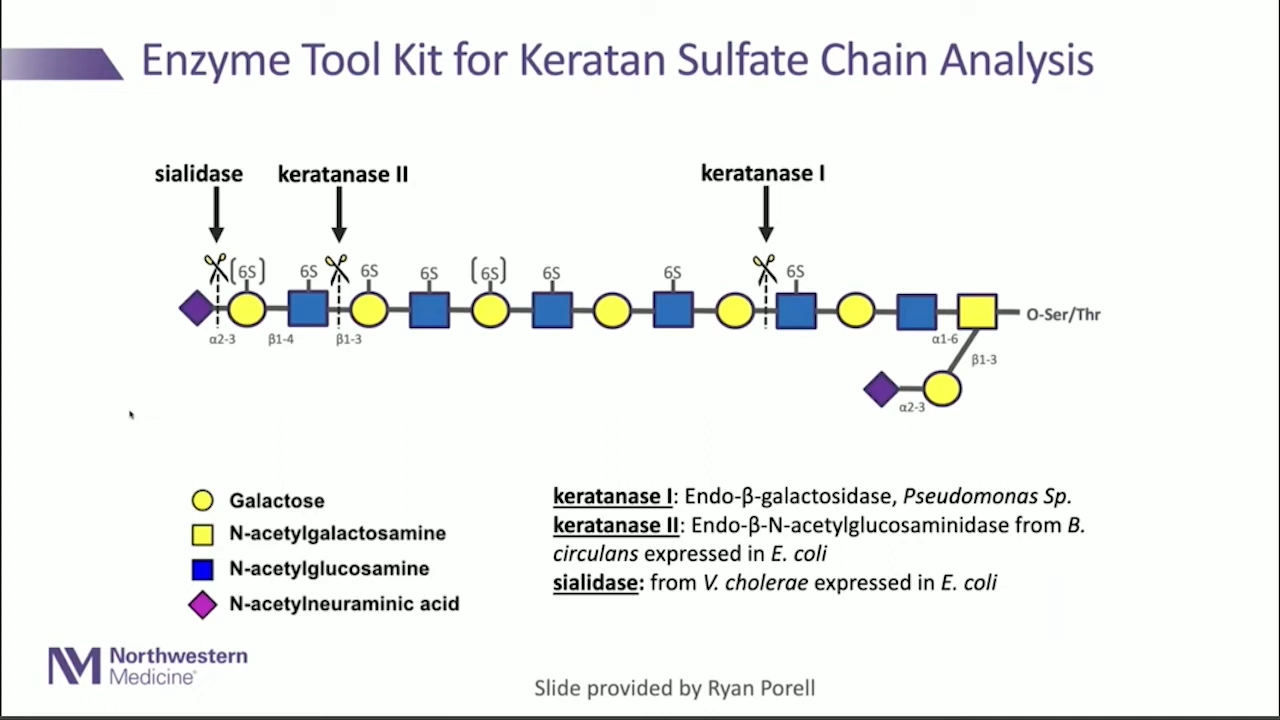 Enzyme Tool Kit for Keratan Sulfate Chain Analysis
sialidase keratanase II keratanase I
(6S) 6S 6S 6S (6S) 6S 6S 6S
O-Ser/Thr
α2-3 β1-4 β1-3 α1-6
β1-3
α2-3
Galactose
N-acetylgalactosamine
N-acetylglucosamine
N-acetylneuraminic acid
keratanase I: Endo-β-galactosidase, Pseudomonas Sp.
keratanase II: Endo-β-N-acetylglucosaminidase from B.
circulans expressed in E. coli
sialidase: from V. cholerae expressed in E. coli
NM Northwestern
Medicine®
Slide provided by Ryan Porell